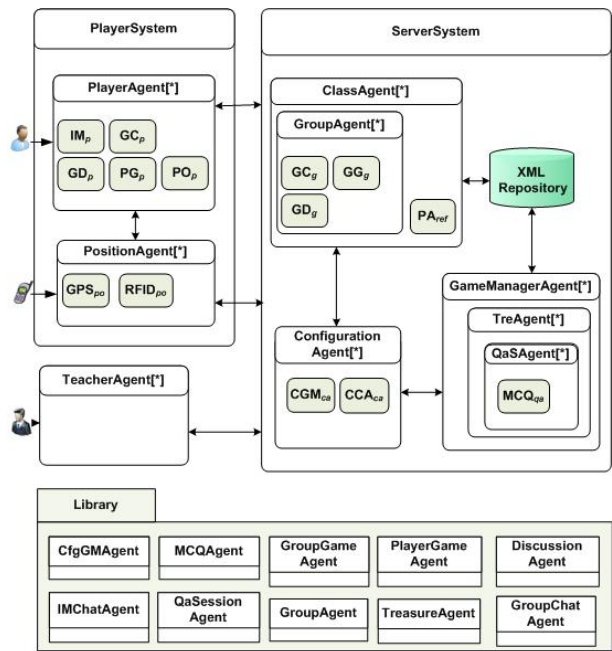 PlayerSystem
PlayerAgent[*]
IMp GCp
GDp PGp POp
PositionAgent[*]
GPSpo RFIDpo
TeacherAgent[*]
ServerSystem
ClassAgent[*]
GroupAgent[*]
GCg GGg
GDg
PAref
XML
Repository
Configuration
Agent[*]
CGMca CCAca
GameManagerAgent[*]
TreAgent[*]
QaSAgent[*]
MCQqa
Library
CfgGMAgent
MCQAgent
GroupGame
Agent
PlayerGame
Agent
Discussion
Agent
IMChatAgent
QaSession
Agent
GroupAgent
TreasureAgent
GroupChat
Agent